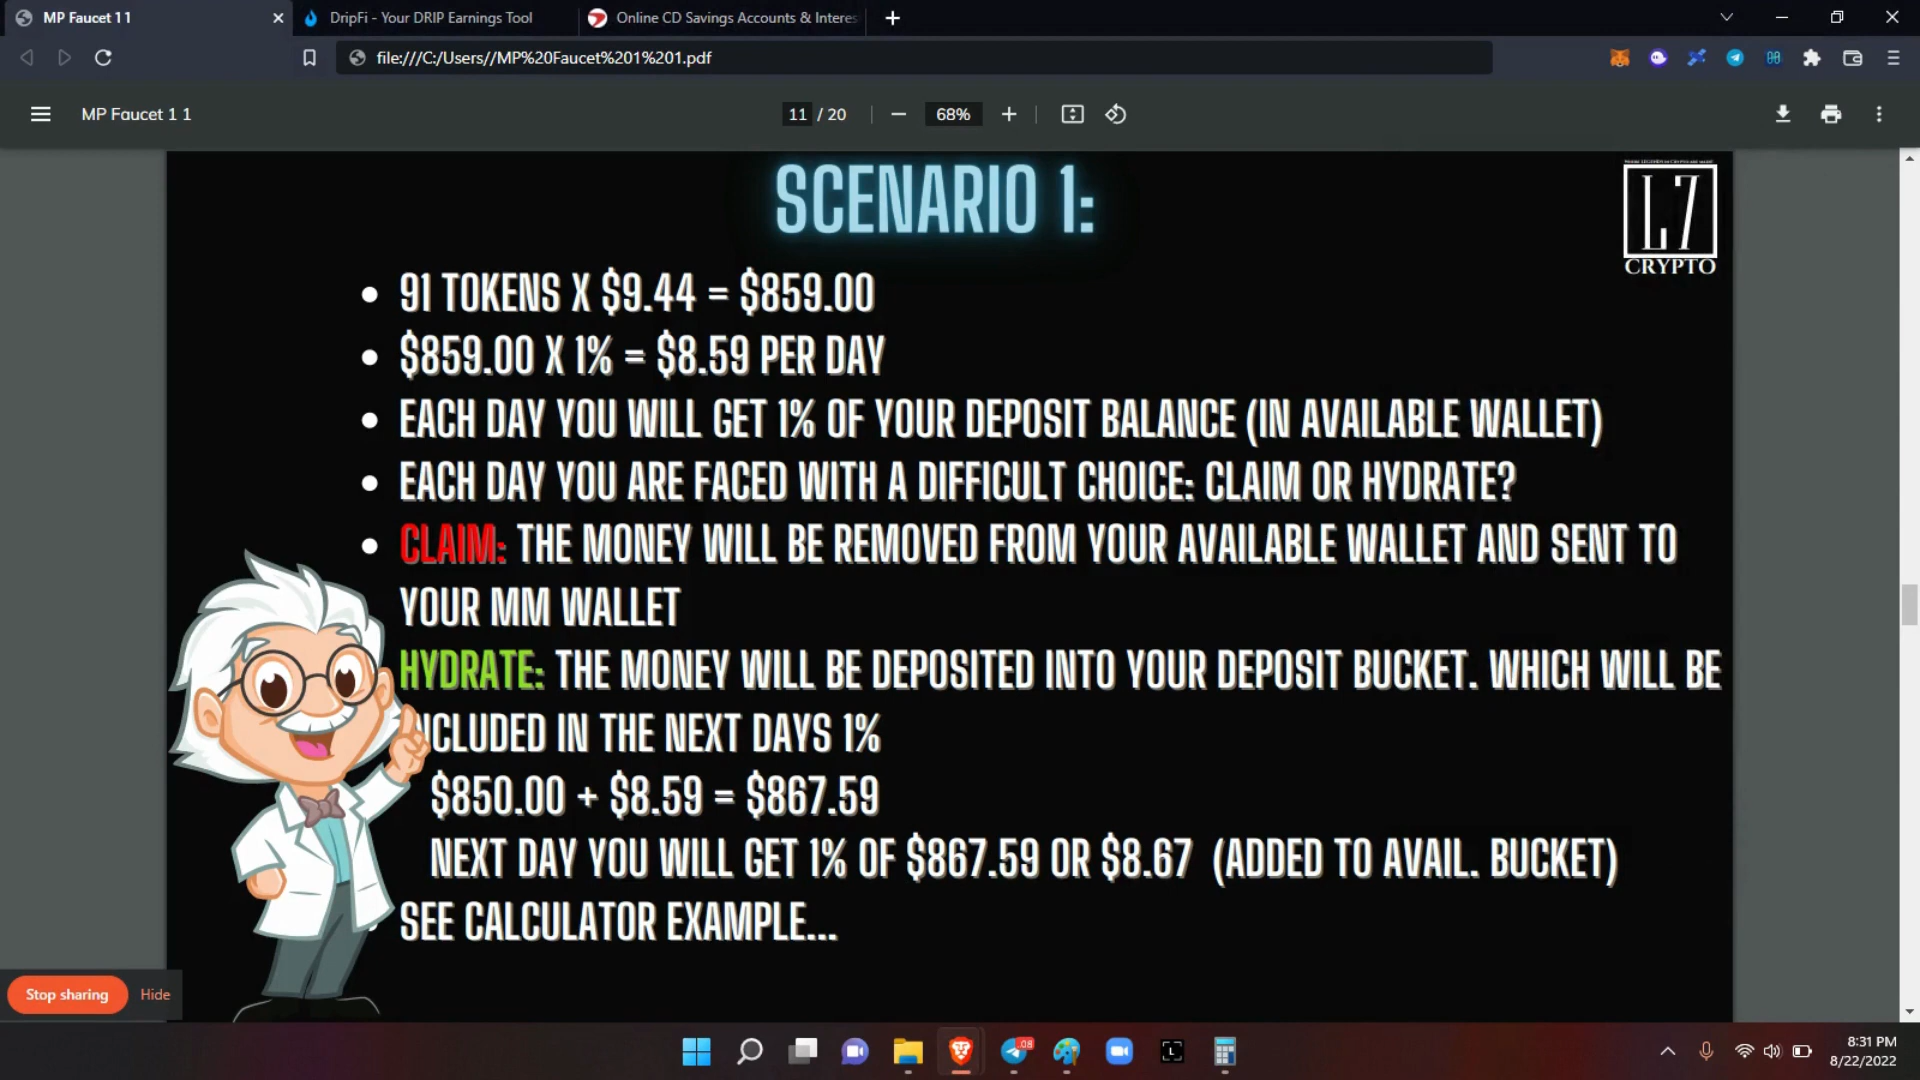 MP Faucet 1 1
DripFi - Your DRIP Earnings Tool
Online CD Savings Accounts & Interes
file:///C:/Users//MP%20Faucet%201%201.pdf
MP Faucet 1 1
11 / 20
68%
SCENARIO 1:
L7
CRYPTO
91 TOKENS X $9.44 = $859.00
$859.00 X 1% = $8.59 PER DAY
EACH DAY YOU WILL GET 1% OF YOUR DEPOSIT BALANCE (IN AVAILABLE WALLET)
EACH DAY YOU ARE FACED WITH A DIFFICULT CHOICE: CLAIM OR HYDRATE?
CLAIM: THE MONEY WILL BE REMOVED FROM YOUR AVAILABLE WALLET AND SENT TO
YOUR MM WALLET
HYDRATE: THE MONEY WILL BE DEPOSITED INTO YOUR DEPOSIT BUCKET. WHICH WILL BE
NCLUDED IN THE NEXT DAYS 1%
$850.00 + $8.59 = $867.59
NEXT DAY YOU WILL GET 1% OF $867.59 OR $8.67 (ADDED TO AVAIL. BUCKET)
SEE CALCULATOR EXAMPLE...
Stop sharing
Hide
8:31 PM
8/22/2022